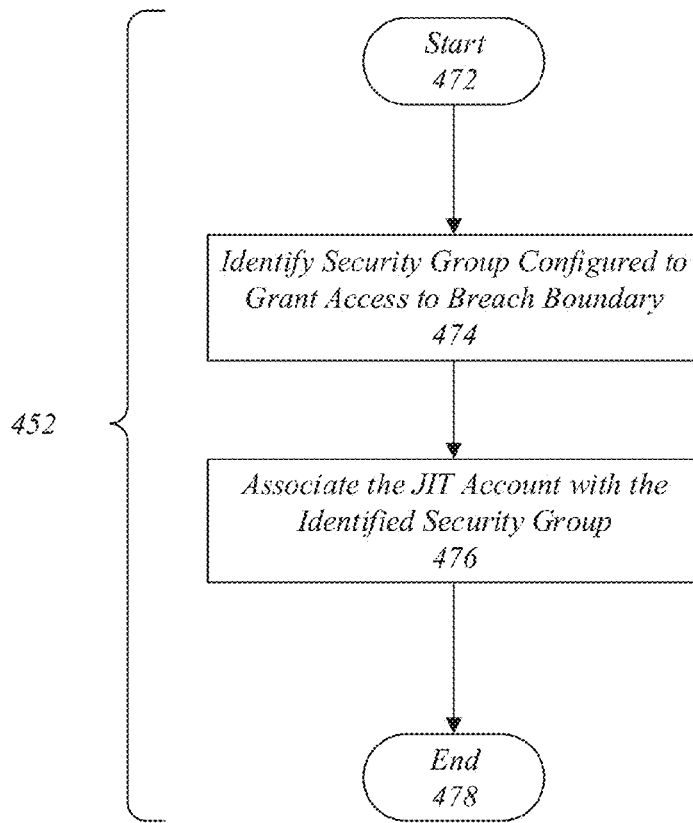 Start
472
Identify Security Group Configured to
Grant Access to Breach Boundary
474
452
Associate the JIT Account with the
Identified Security Group
476
End
478